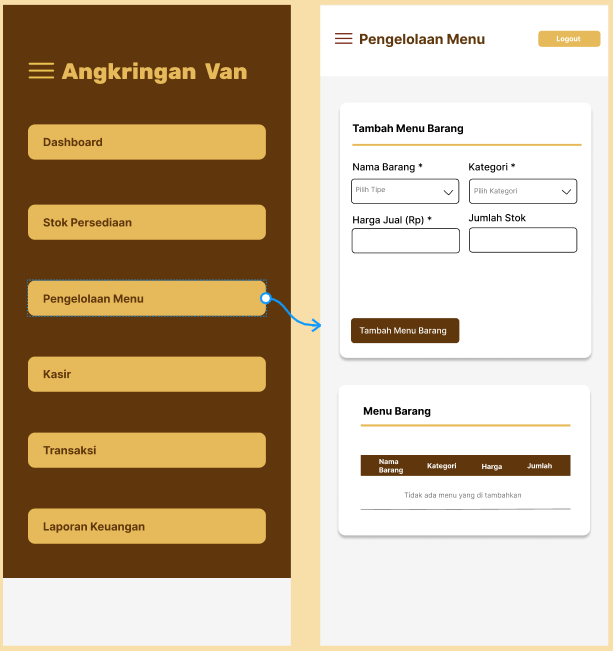 Angkringan Van
Dashboard
Stok Persediaan
Pengelolaan Menu
Kasir
Transaksi
Laporan Keuangan
Pengelolaan Menu
Logout
Tambah Menu Barang
Nama Barang *
Kategori *
Pilih Tipe
Pilih Kategori
Harga Jual (Rp) *
Jumlah Stok
Tambah Menu Barang
Menu Barang
Nama
Barang
Kategori
Harga
Jumlah
Tidak ada menu yang di tambahkan